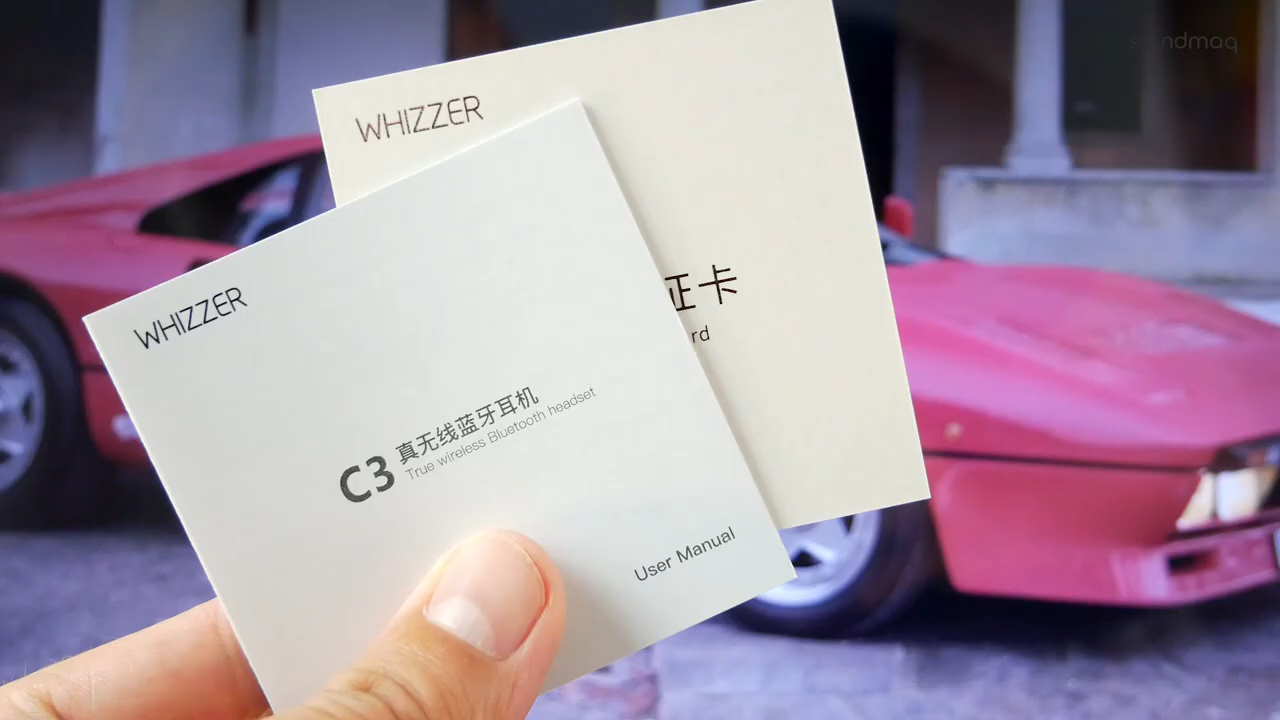 WHIZZER
证卡
rd
WHIZZER
C3 真无线蓝牙耳机
True wireless Bluetooth headset
User Manual